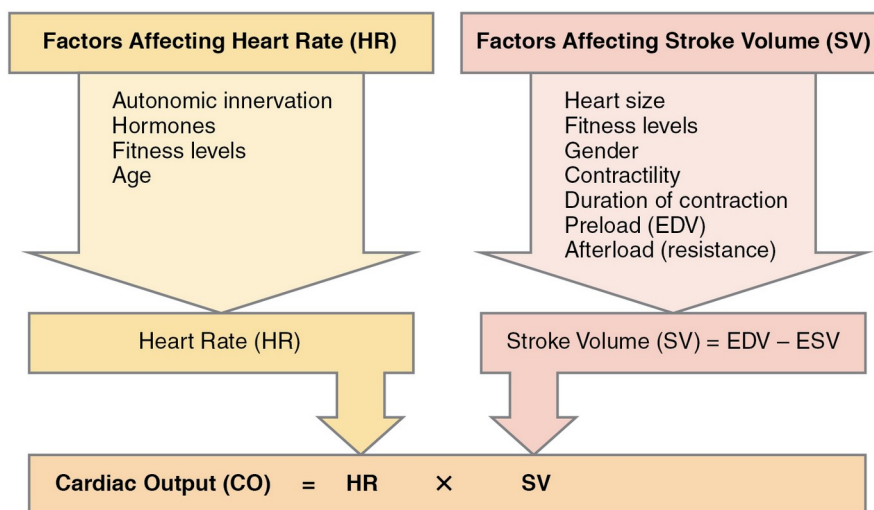 Factors Affecting Heart Rate (HR)
Autonomic innervation
Hormones
Fitness levels
Age
Heart Rate (HR)
Factors Affecting Stroke Volume (SV)
Heart size
Fitness levels
Gender
Contractility
Duration of contraction
Preload (EDV)
Afterload (resistance)
Stroke Volume (SV) = EDV – ESV
Cardiac Output (CO) = HR × SV